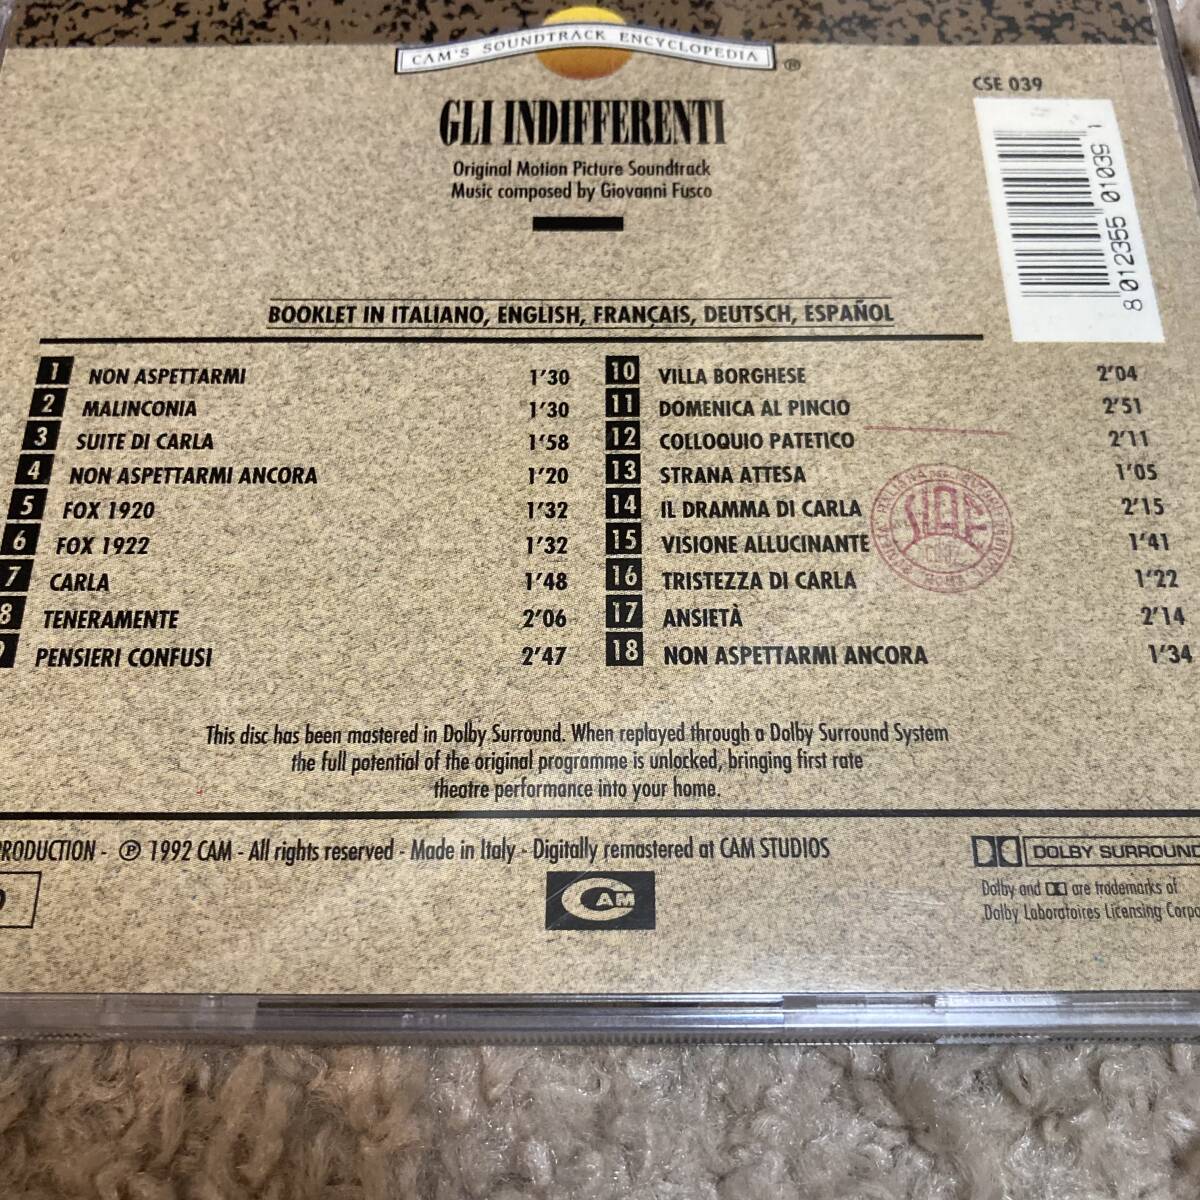 CAM'S SOUNDTRACK ENCYCLOPEDIA ®
CSE 039
GLI INDIFFERENTI
Original Motion Picture Soundtrack
Music composed by Giovanni Fusco
8 012355 01039 1
BOOKLET IN ITALIANO, ENGLISH, FRANÇAIS, DEUTSCH, ESPAÑOL
1 NON ASPETTARMI 1'30
2 MALINCONIA 1'30
3 SUITE DI CARLA 1'58
4 NON ASPETTARMI ANCORA 1'20
5 FOX 1920 1'32
6 FOX 1922 1'32
7 CARLA 1'48
8 TENERAMENTE 2'06
9 PENSIERI CONFUSI 2'47
10 VILLA BORGHESE 2'04
11 DOMENICA AL PINCIO 2'51
12 COLLOQUIO PATETICO 2'11
13 STRANA ATTESA 1'05
14 IL DRAMMA DI CARLA 2'15
15 VISIONE ALLUCINANTE 1'41
16 TRISTEZZA DI CARLA 1'22
17 ANSIETÀ 2'14
18 NON ASPETTARMI ANCORA 1'34
ROMA
This disc has been mastered in Dolby Surround. When replayed through a Dolby Surround System
the full potential of the original programme is unlocked, bringing first rate
theatre performance into your home.
RODUCTION - ℗ 1992 CAM - All rights reserved - Made in Italy - Digitally remastered at CAM STUDIOS
CAM
DOLBY SURROUND
Dolby and are trademarks of
Dolby Laboratoires Licensing Corpo